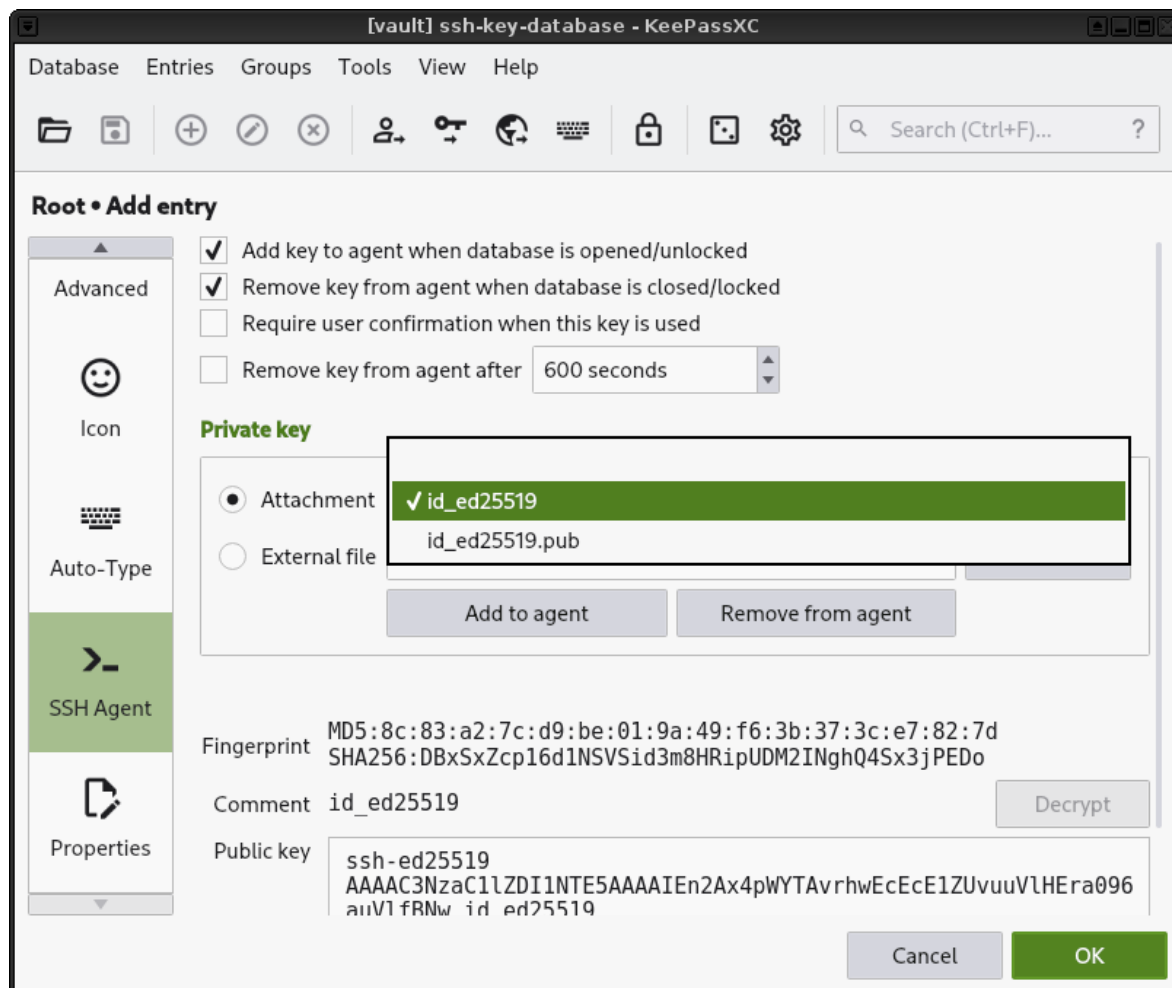 [vault] ssh-key-database - KeePassXC
Database Entries Groups Tools View Help
Search (Ctrl+F)... ?
Root • Add entry
Advanced
Icon
Auto-Type
SSH Agent
Properties
Add key to agent when database is opened/unlocked
Remove key from agent when database is closed/locked
Require user confirmation when this key is used
Remove key from agent after 600 seconds
Private key
Attachment
id_ed25519
id_ed25519.pub
External file
Add to agent Remove from agent
Fingerprint MD5:8c:83:a2:7c:d9:be:01:9a:49:f6:3b:37:3c:e7:82:7d
SHA256:DBxSxZcp16d1NSVSid3m8HRipUDM2INghQ4Sx3jPEDo
Comment id_ed25519 Decrypt
Public key ssh-ed25519
AAAAC3NzaC1lZDI1NTE5AAAAIEn2Ax4pWYTAvrhwEcEcE1ZUvuuVlHEra096
auVlfBNw id_ed25519
Cancel OK